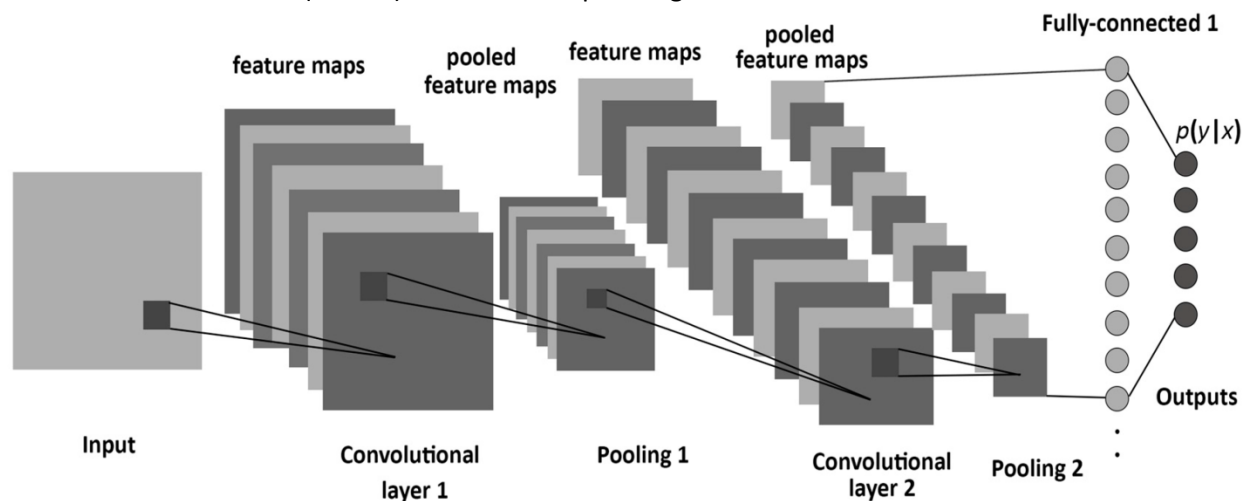 Fully-connected 1
feature maps
pooled
feature maps
feature maps
pooled
feature maps
p(y|x)
Input
Convolutional
layer 1
Pooling 1
Convolutional
layer 2
Pooling 2
Outputs